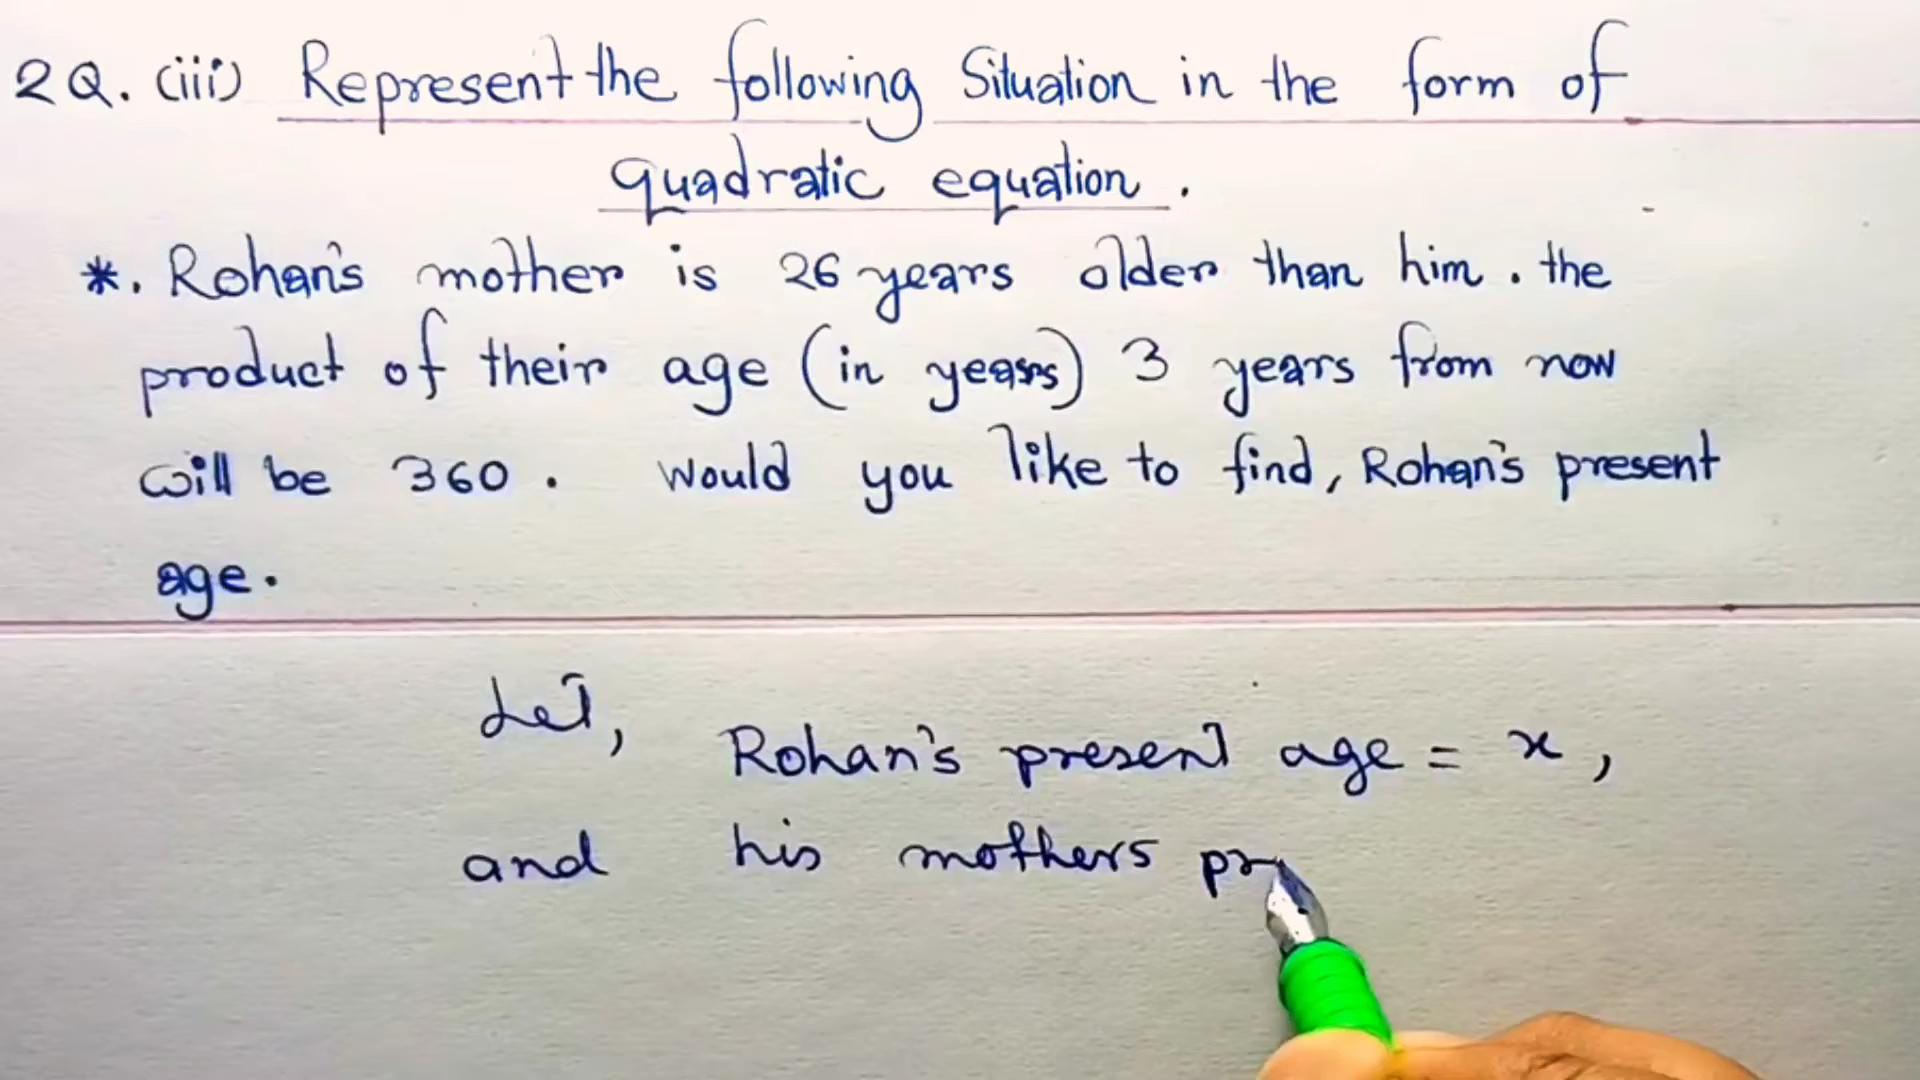 2Q. (iii) Represent the following Situation in the form of
quadratic equation.
*. Rohan's mother is 26 years older than him. the
product of their age (in years) 3 years from now
will be 360. would you like to find, Rohan's present
age.
Let, Rohan's present age = x,
and his mothers pr